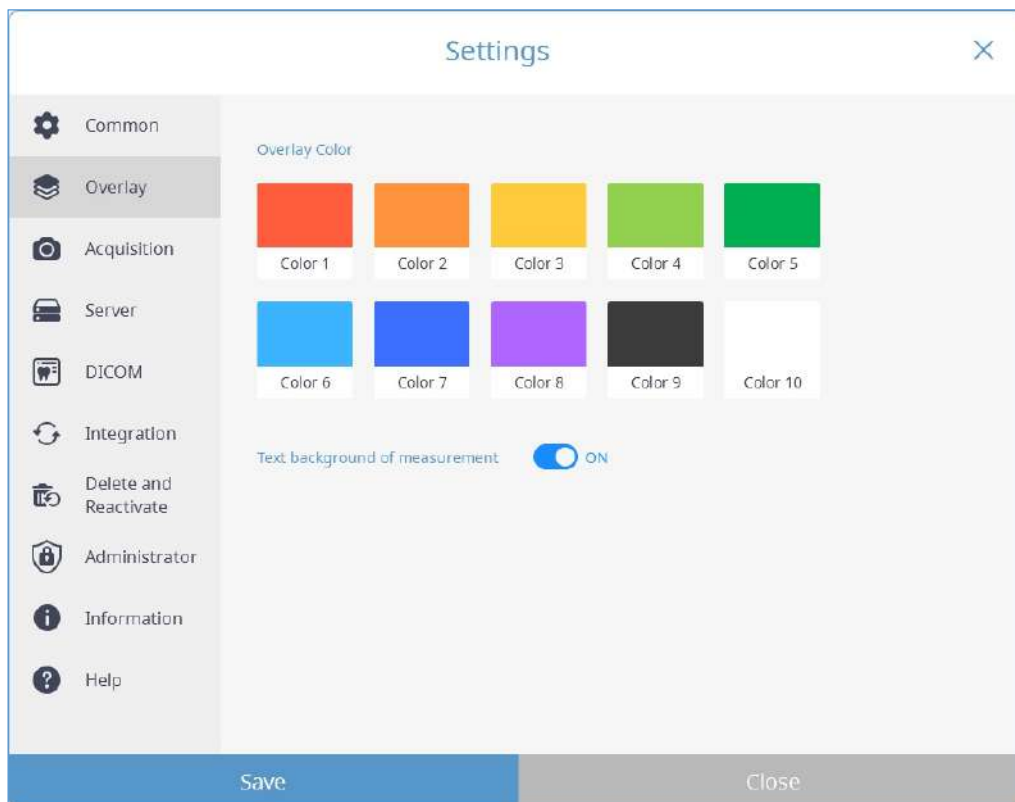 Settings
Common
Overlay
Acquisition
Server
DICOM
Integration
Delete and
Reactivate
Administrator
Information
Help
Overlay Color
Color 1
Color 2
Color 3
Color 4
Color 5
Color 6
Color 7
Color 8
Color 9
Color 10
Text background of measurement
ON
Save
Close